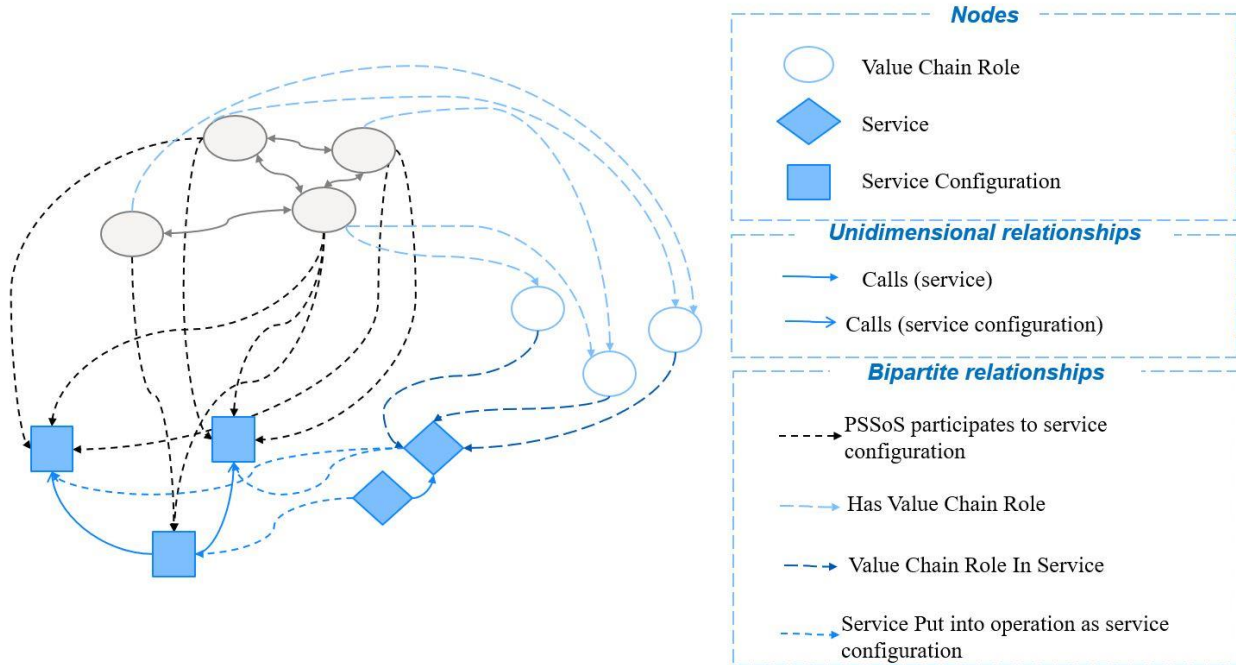 Nodes
Value Chain Role
Service
Service Configuration
Unidimensional relationships
Calls (service)
Calls (service configuration)
Bipartite relationships
PSSoS participates to service
configuration
Has Value Chain Role
Value Chain Role In Service
Service Put into operation as service
configuration